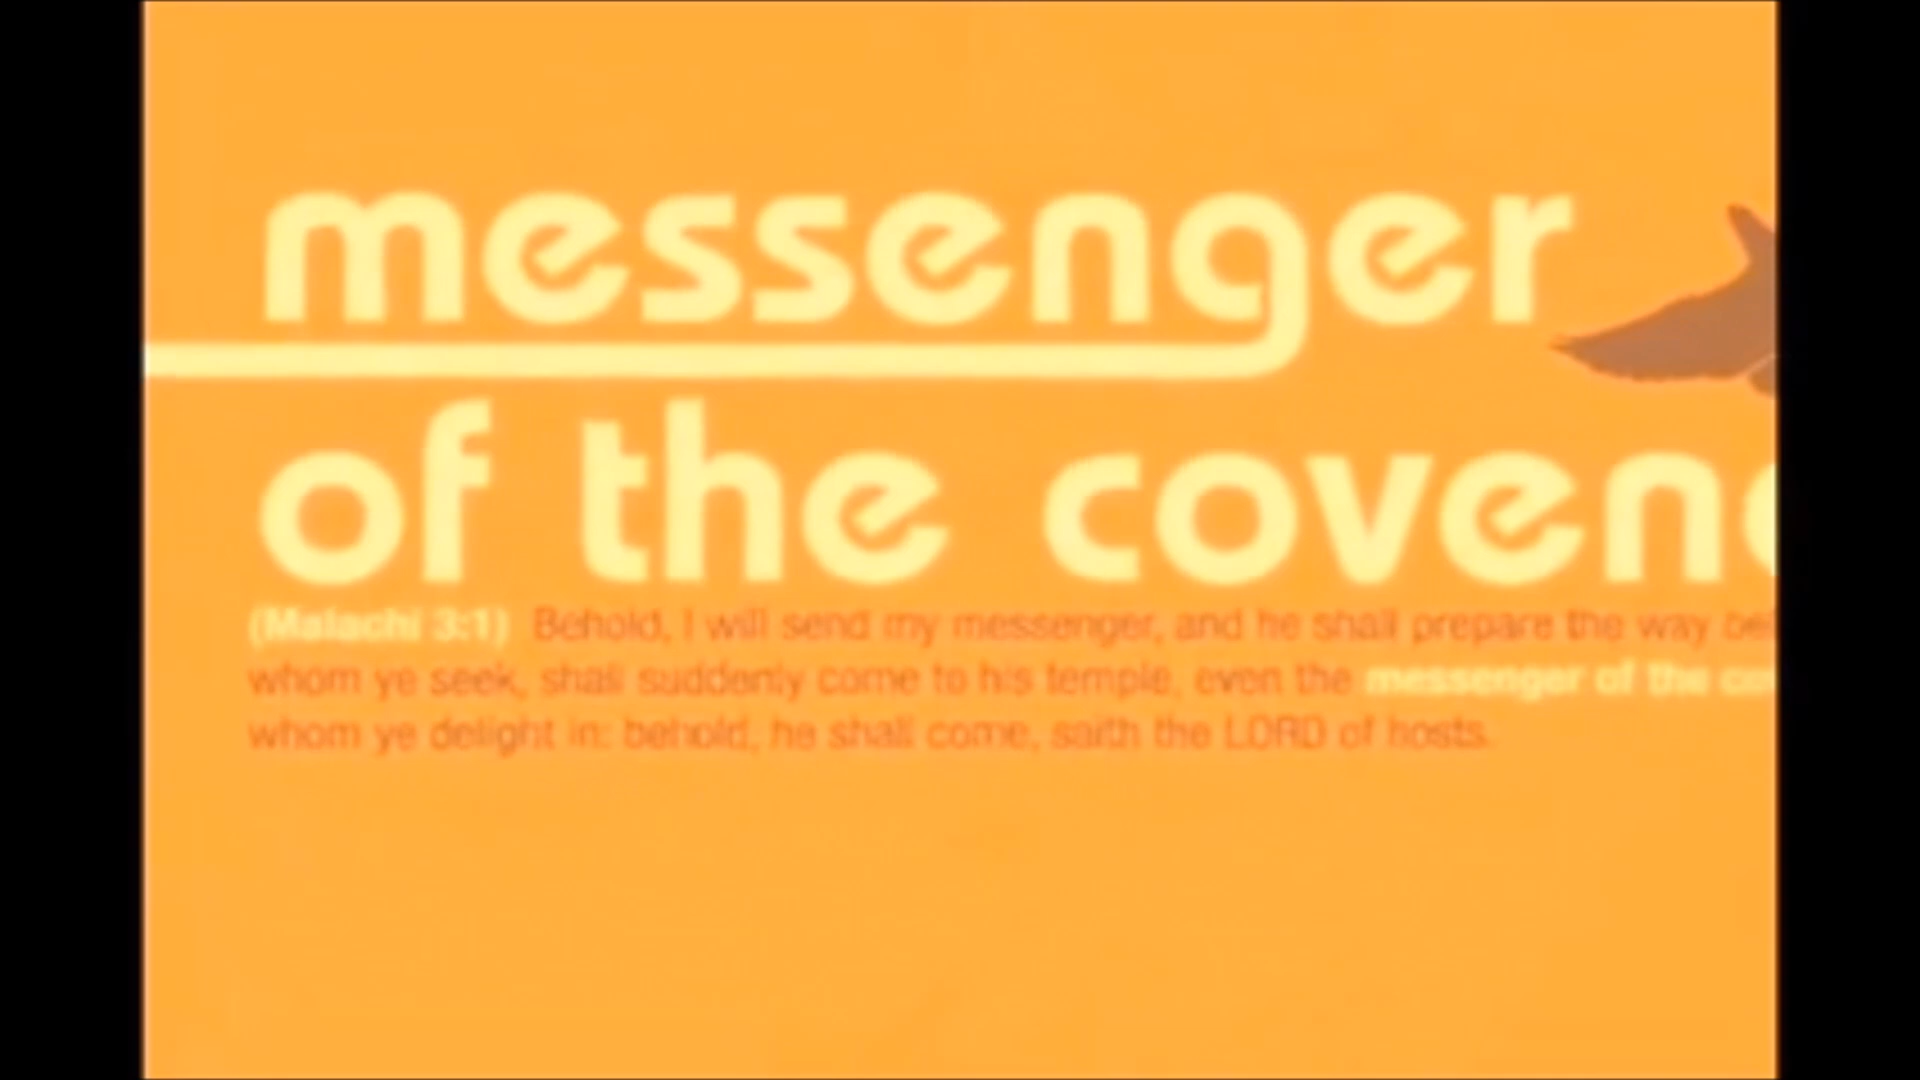 messenger
of the coven
(Malachi 3:1) Behold, I will send my messenger, and he shall prepare the way
whom ye seek, shall suddenly come to his temple, even the messenger of the
whom ye delight in: behold, he shall come, saith the LORD of hosts.